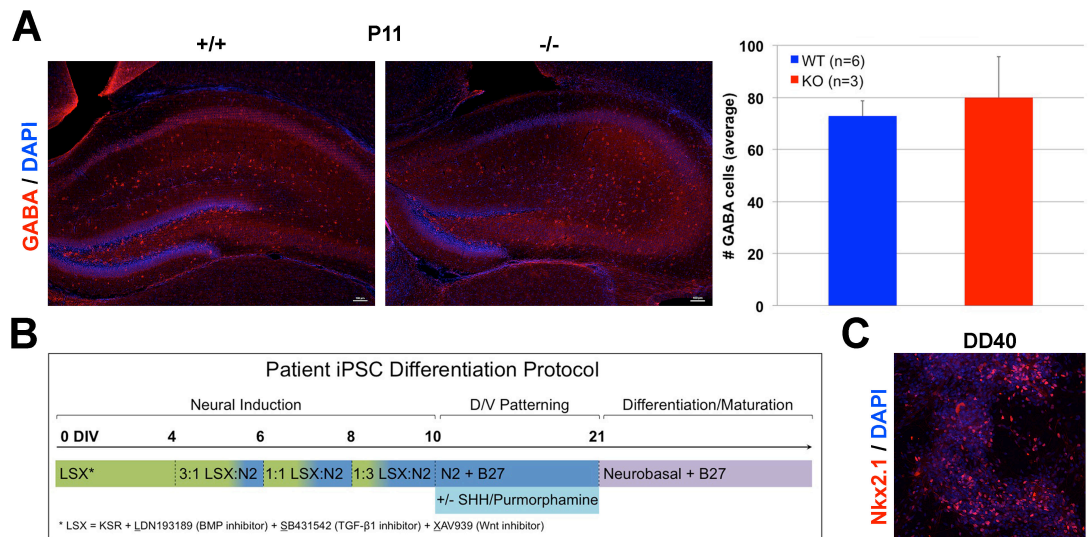 A
P11
+/+
-/-
GABA / DAPI
# GABA cells (average)
100
80
60
40
20
0
WT (n=6)
KO (n=3)
B
Patient iPSC Differentiation Protocol
Neural Induction
D/V Patterning
Differentiation/Maturation
0 DIV
4
6
8
10
21
LSX*
3:1 LSX:N2
1:1 LSX:N2
1:3 LSX:N2
N2 + B27
Neurobasal + B27
+/- SHH/Purmorphamine
* LSX = KSR + LDN193189 (BMP inhibitor) + SB431542 (TGF-β1 inhibitor) + XAV939 (Wnt inhibitor)
C
DD40
Nkx2.1 / DAPI